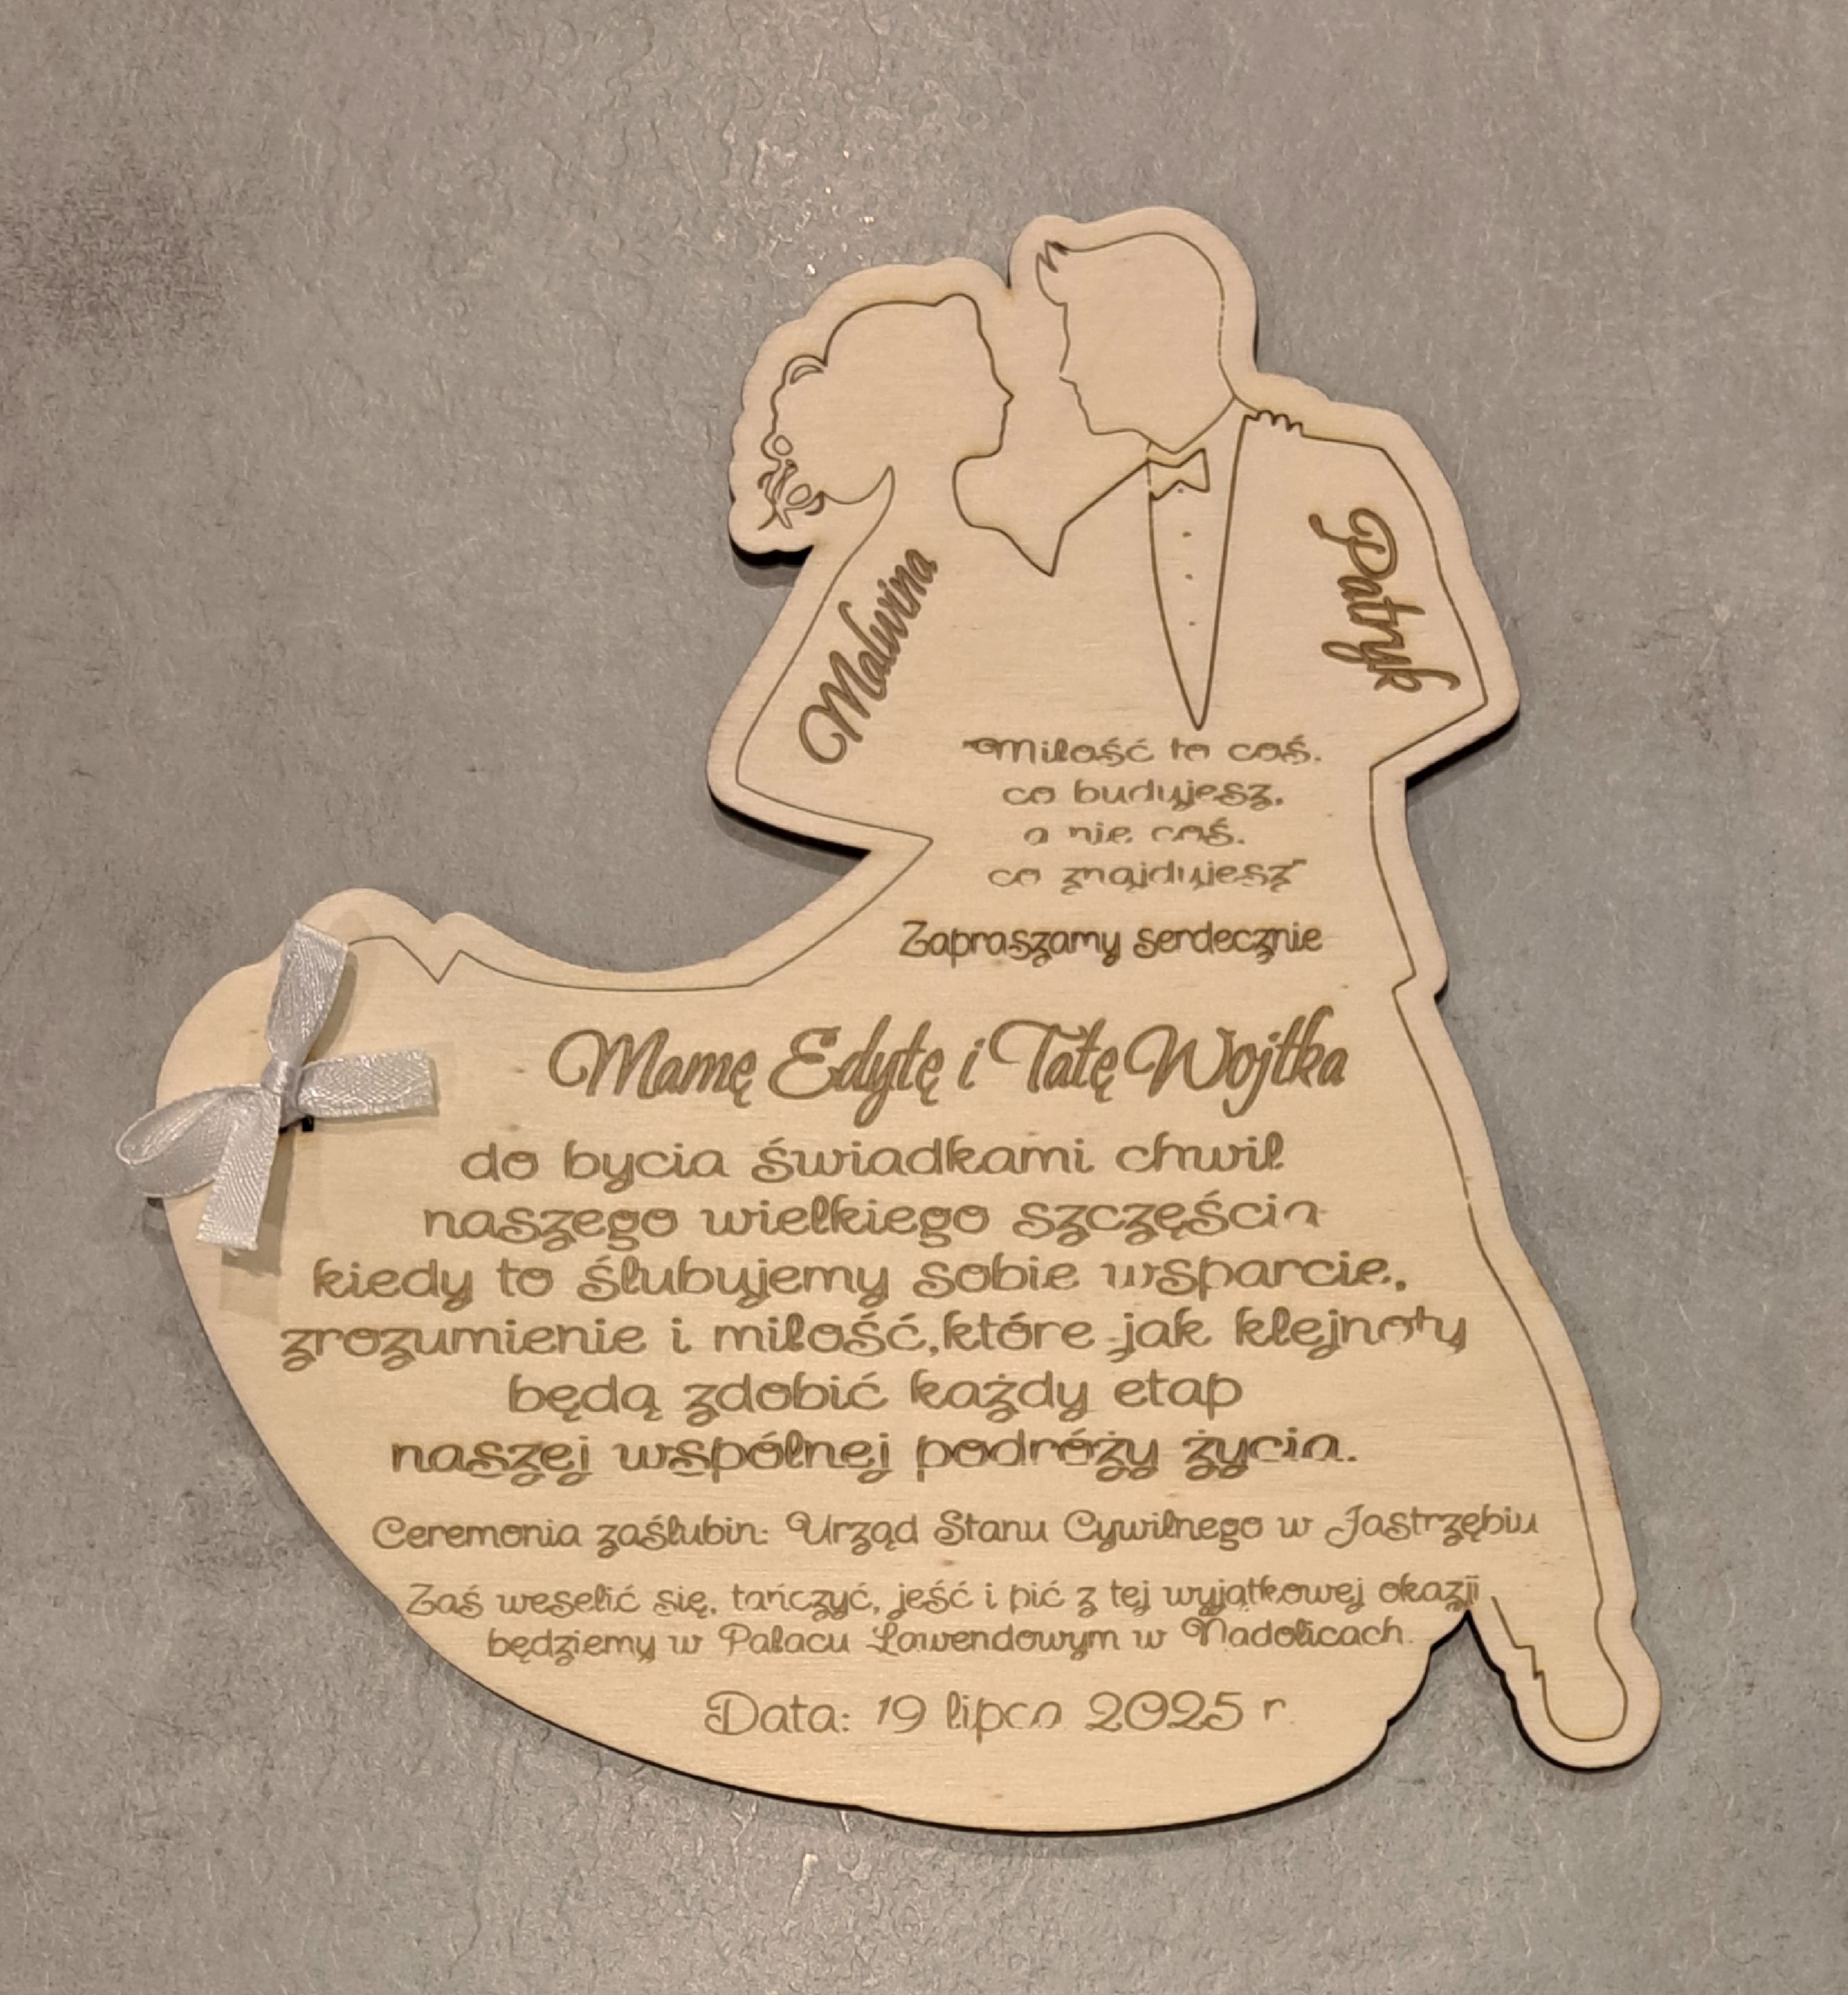 Malwina
Patryk
"Miłość to coś,
co budujesz,
a nie coś,
co znajdujesz"
Zapraszamy serdecznie
Mamę Edytę i Tatę Wojtka
do bycia świadkami chwil
naszego wielkiego szczęścia
kiedy to ślubujemy sobie wsparcie,
zrozumienie i miłość,które jak klejnoty
będą zdobić każdy etap
naszej wspólnej podróży życia.
Ceremonia zaślubin: Urząd Stanu Cywilnego w Jastrzębiu
Zaś weselić się, tańczyć, jeść i pić z tej wyjątkowej okazji
będziemy w Pałacu Lawendowym w Nadolicach.
Data: 19 lipca 2025 r